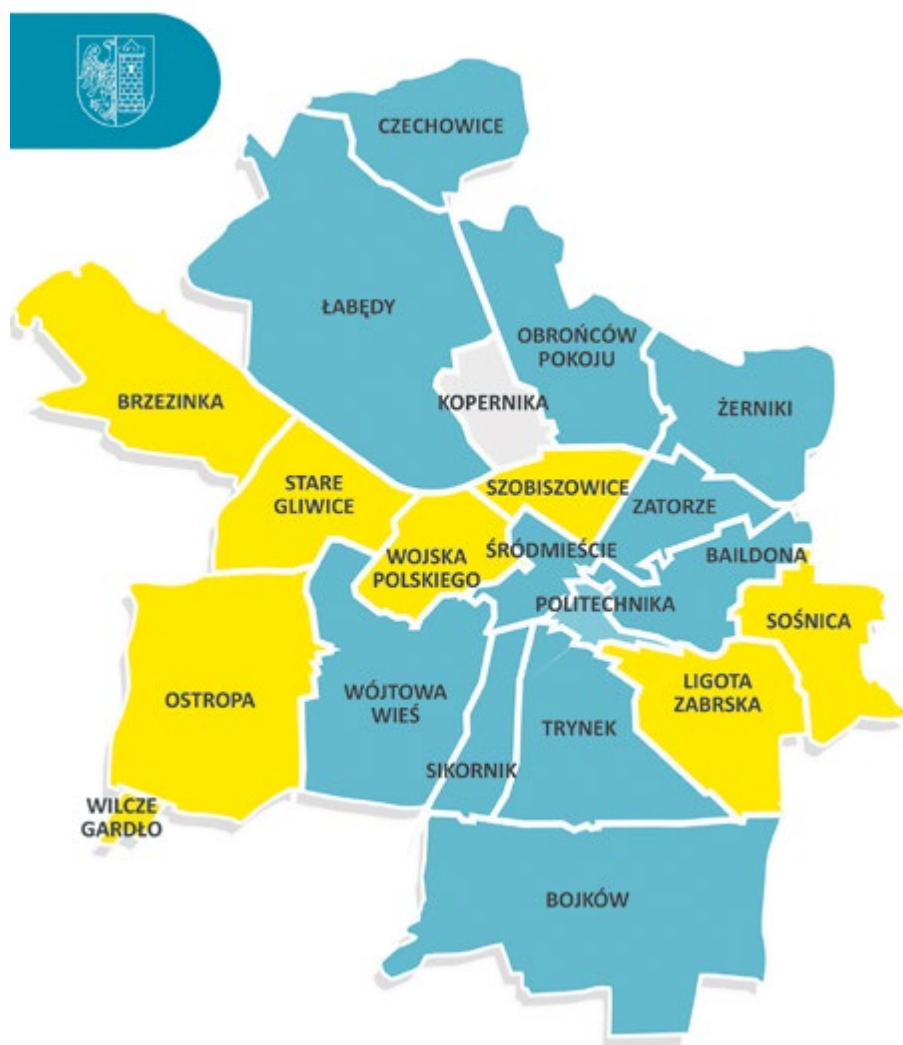 CZECHOWICE
ŁABĘDY
OBROŃCÓW
POKOJU
BRZEZINKA
KOPERNIKA
ŻERNIKI
STARE
GLIWICE
SZOBISZOWICE
ZATORZE
WOJSKA
POLSKIEGO
ŚRÓDMIEŚCIE
BAILDONA
POLITECHNIKA
SOŚNICA
OSTROPA
WÓJTOWA
WIEŚ
LIGOTA
ZABRSKA
TRYNEK
SIKORNIK
WILCZE
GARDŁO
BOJKÓW